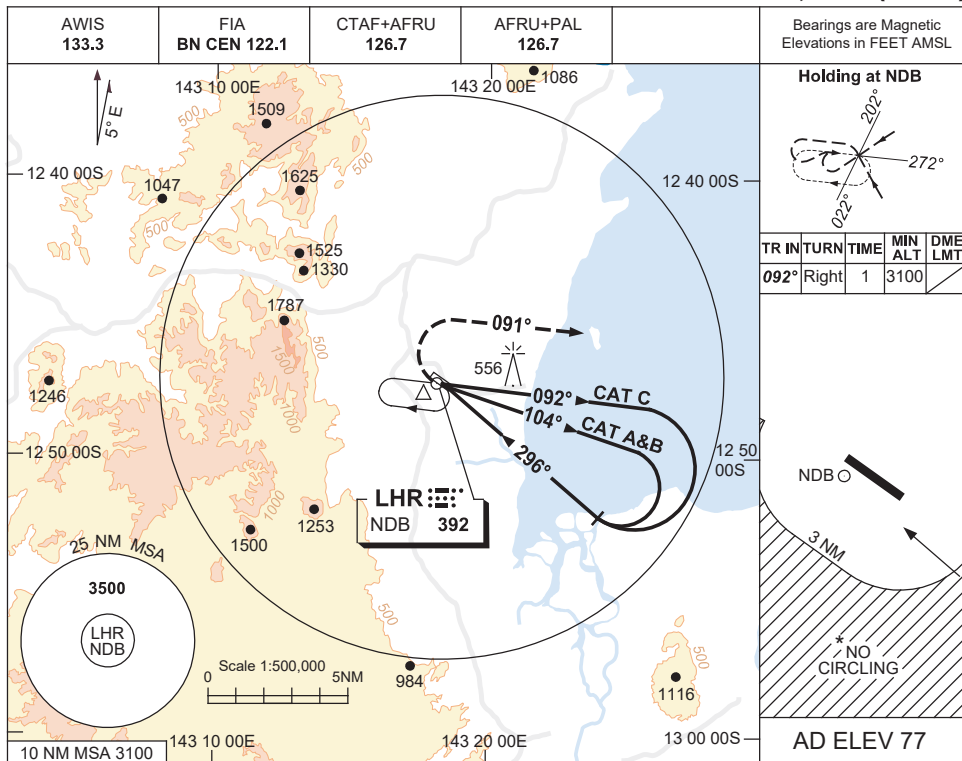 AWIS
133.3
FIA
BN CEN 122.1
CTAF+AFRU
126.7
AFRU+PAL
126.7
Bearings are Magnetic
Elevations in FEET AMSL
5° E
143 10 00E
143 20 00E
1086
500
1509
500
12 40 00S
12 40 00S
1047
1625
500
1525
1330
1787
500
1500
1000
1246
091°
556
092°
CAT C
104°
CAT A&B
296°
12 50 00S
12 50
00S
LHR
NDB 392
1000
1253
1500
25 NM MSA
3500
LHR
NDB
500
Scale 1:500,000
0
5NM
984
500
1116
500
10 NM MSA 3100
143 10 00E
143 20 00E
13 00 00S
Holding at NDB
202°
272°
022°
TR IN TURN TIME MIN ALT DME LMT
092° Right 1 3100
NDB
3 NM
* NO
CIRCLING
AD ELEV 77